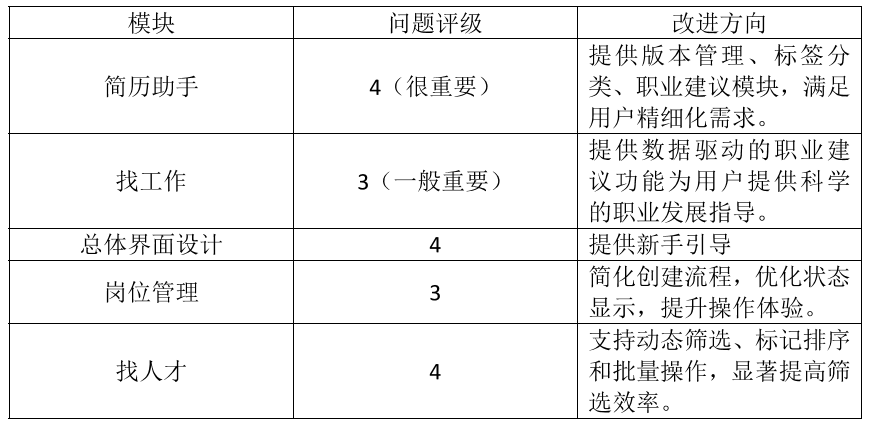 模块 问题评级 改进方向
简历助手 4（很重要） 提供版本管理、标签分
类、职业建议模块，满足
用户精细化需求。
找工作 3（一般重要） 提供数据驱动的职业建
议功能为用户提供科学
的职业发展指导。
总体界面设计 4 提供新手引导
岗位管理 3 简化创建流程，优化状态
显示，提升操作体验。
找人才 4 支持动态筛选、标记排序
和批量操作，显著提高筛
选效率。